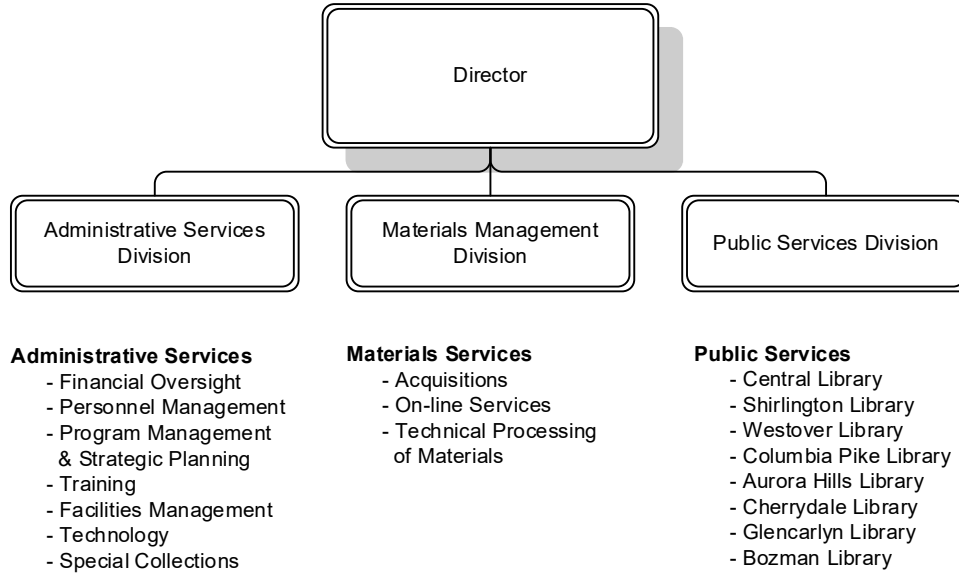 Director
Administrative Services
Division
Materials Management
Division
Public Services Division
Administrative Services
- Financial Oversight
- Personnel Management
- Program Management
& Strategic Planning
- Training
- Facilities Management
- Technology
- Special Collections
Materials Services
- Acquisitions
- On-line Services
- Technical Processing
of Materials
Public Services
- Central Library
- Shirlington Library
- Westover Library
- Columbia Pike Library
- Aurora Hills Library
- Cherrydale Library
- Glencarlyn Library
- Bozman Library